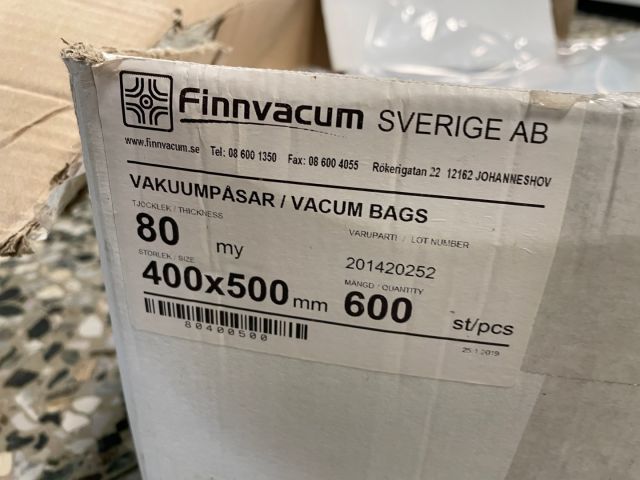 Finnvacum SVERIGE AB
www.finnvacum.se Tel: 08 600 1350 Fax: 08 600 4055 Rökerigatan 22 12162 JOHANNESHOV
VAKUUMPÅSAR / VACUM BAGS
TJOCKLEK / THICKNESS
80 my
VARUPARTI / LOT NUMBER
201420252
STORLEK / SIZE
400x500 mm
MÄNGD / QUANTITY
600 st/pcs
80400500
25.1.2019